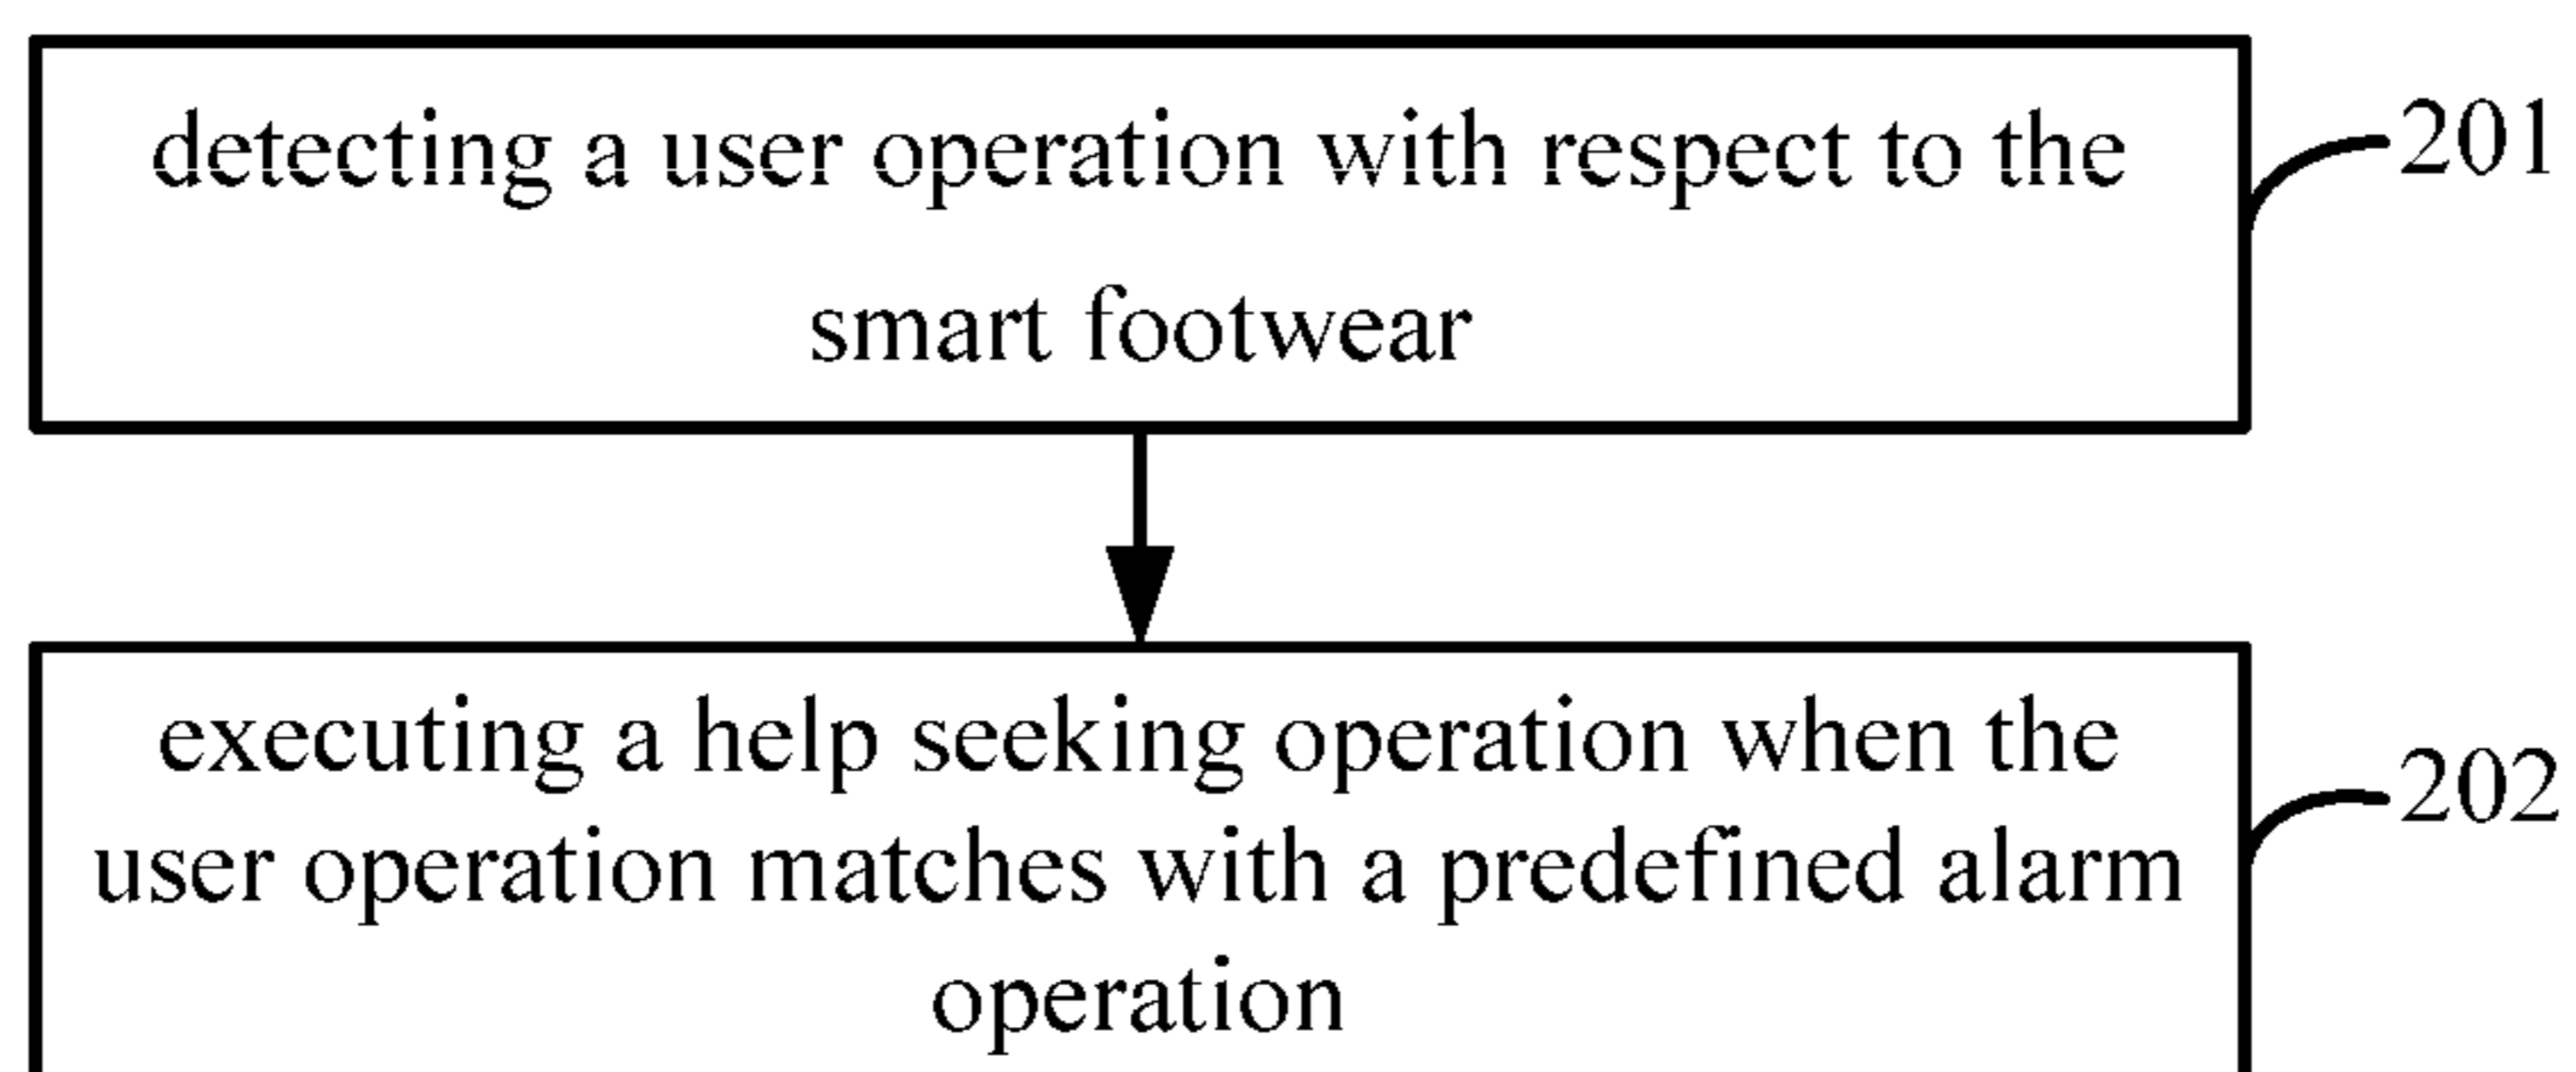 detecting a user operation with respect to the
201
smart footwear
executing a help seeking operation when the
202
user operation matches with a predefined alarm
operation